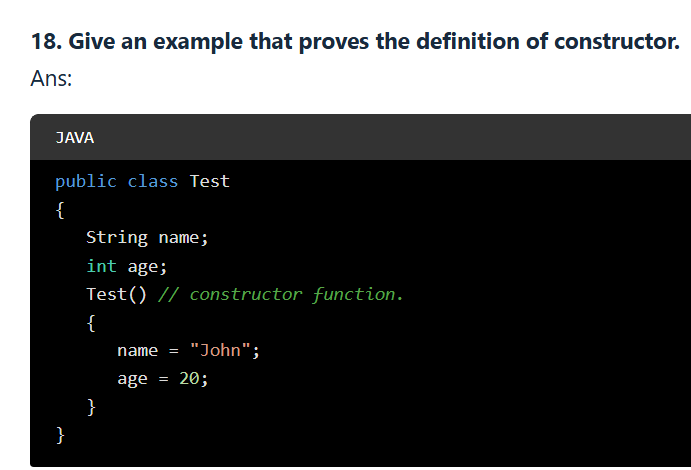 18. Give an example that proves the definition of constructor.
Ans:
JAVA
public class Test
{
   String name;
   int age;
   Test() // constructor function.
   {
      name = "John";
      age = 20;
   }
}